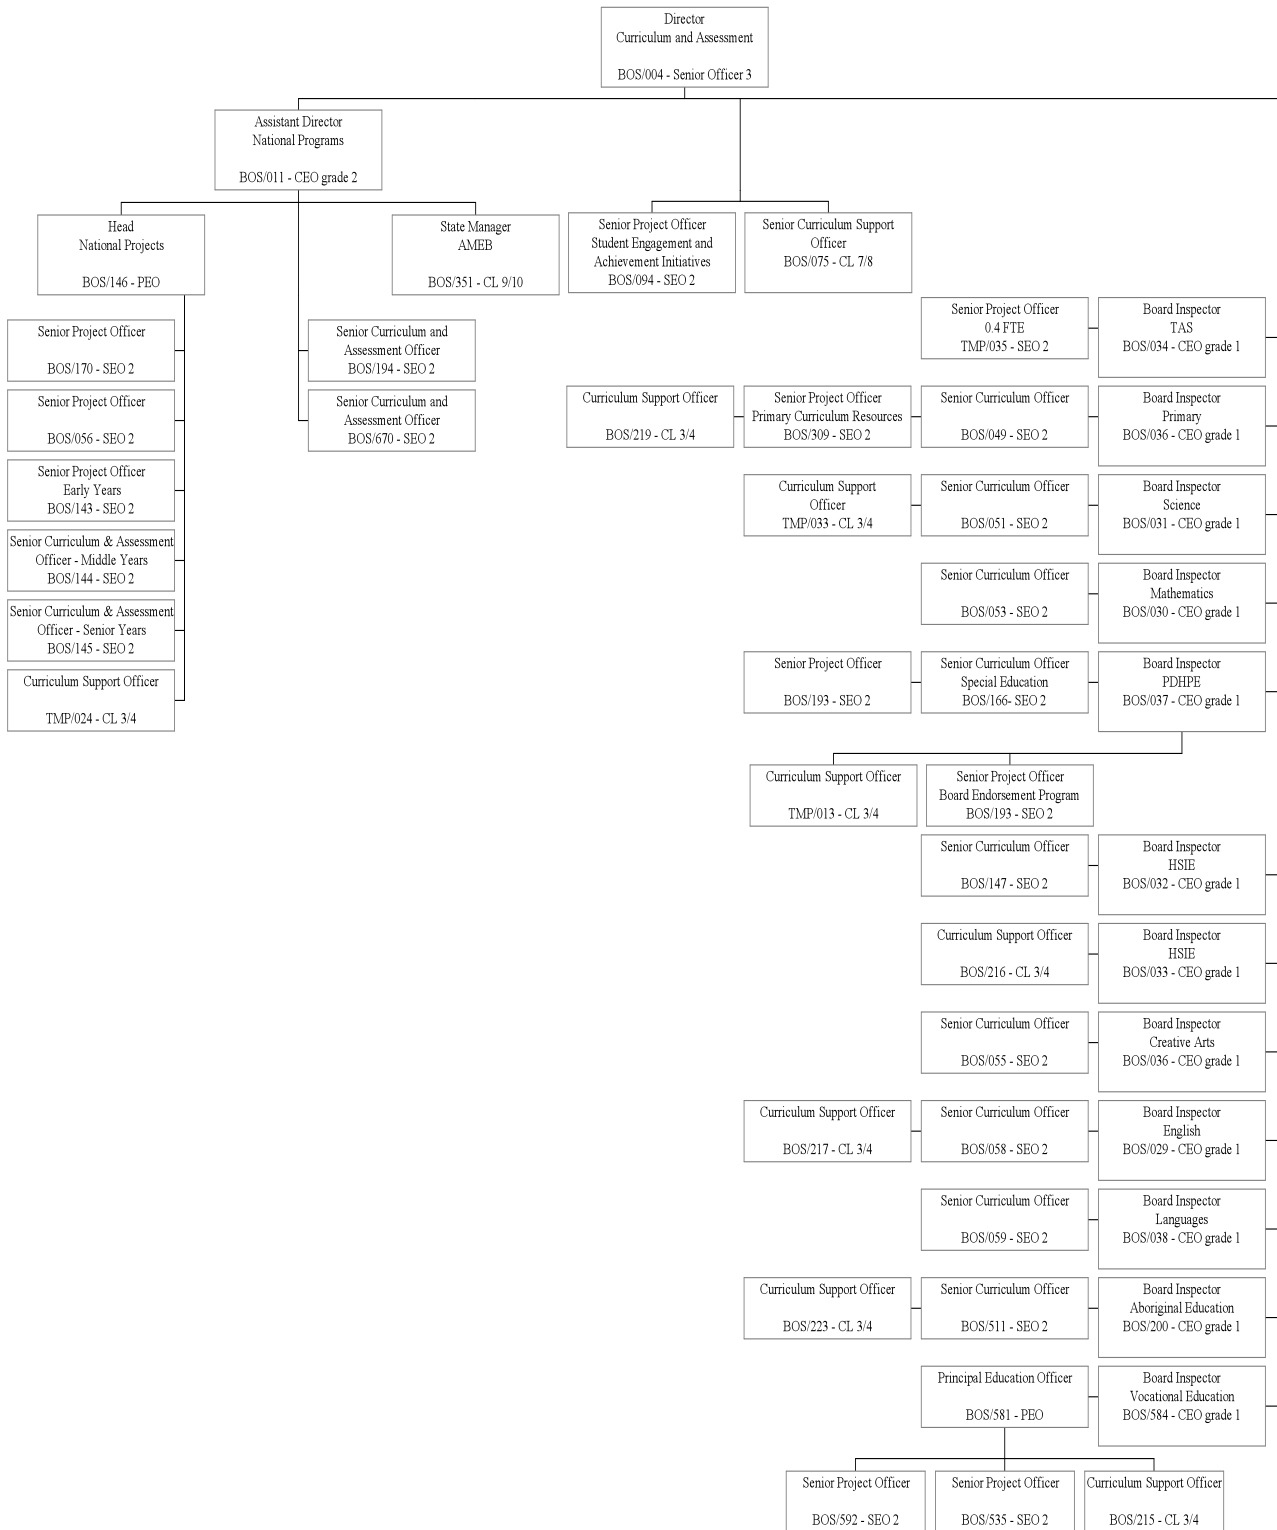 Director
Curriculum and Assessment
BOS/004 - Senior Officer 3
Assistant Director
National Programs
BOS/011 - CEO grade 2
Head
National Projects
BOS/146 - PEO
State Manager
AMEB
BOS/351 - CL 9/10
Senior Project Officer
Student Engagement and
Achievement Initiatives
BOS/094 - SEO 2
Senior Curriculum Support
Officer
BOS/075 - CL 7/8
Senior Project Officer
BOS/170 - SEO 2
Senior Project Officer
BOS/056 - SEO 2
Senior Project Officer
Early Years
BOS/143 - SEO 2
Senior Curriculum & Assessment
Officer - Middle Years
BOS/144 - SEO 2
Senior Curriculum & Assessment
Officer - Senior Years
BOS/145 - SEO 2
Curriculum Support Officer
TMP/024 - CL 3/4
Senior Curriculum and
Assessment Officer
BOS/194 - SEO 2
Senior Curriculum and
Assessment Officer
BOS/670 - SEO 2
Senior Project Officer
0.4 FTE
TMP/035 - SEO 2
Board Inspector
TAS
BOS/034 - CEO grade 1
Curriculum Support Officer
BOS/219 - CL 3/4
Senior Project Officer
Primary Curriculum Resources
BOS/309 - SEO 2
Senior Curriculum Officer
BOS/049 - SEO 2
Board Inspector
Primary
BOS/036 - CEO grade 1
Curriculum Support
Officer
TMP/033 - CL 3/4
Senior Curriculum Officer
BOS/051 - SEO 2
Board Inspector
Science
BOS/031 - CEO grade 1
Senior Curriculum Officer
BOS/053 - SEO 2
Board Inspector
Mathematics
BOS/030 - CEO grade 1
Senior Project Officer
BOS/193 - SEO 2
Senior Curriculum Officer
Special Education
BOS/166- SEO 2
Board Inspector
PDHPE
BOS/037 - CEO grade 1
Curriculum Support Officer
TMP/013 - CL 3/4
Senior Project Officer
Board Endorsement Program
BOS/193 - SEO 2
Senior Curriculum Officer
BOS/147 - SEO 2
Board Inspector
HSIE
BOS/032 - CEO grade 1
Curriculum Support Officer
BOS/216 - CL 3/4
Board Inspector
HSIE
BOS/033 - CEO grade 1
Senior Curriculum Officer
BOS/055 - SEO 2
Board Inspector
Creative Arts
BOS/036 - CEO grade 1
Curriculum Support Officer
BOS/217 - CL 3/4
Senior Curriculum Officer
BOS/058 - SEO 2
Board Inspector
English
BOS/029 - CEO grade 1
Senior Curriculum Officer
BOS/059 - SEO 2
Board Inspector
Languages
BOS/038 - CEO grade 1
Curriculum Support Officer
BOS/223 - CL 3/4
Senior Curriculum Officer
BOS/511 - SEO 2
Board Inspector
Aboriginal Education
BOS/200 - CEO grade 1
Principal Education Officer
BOS/581 - PEO
Board Inspector
Vocational Education
BOS/584 - CEO grade 1
Senior Project Officer
BOS/592 - SEO 2
Senior Project Officer
BOS/535 - SEO 2
Curriculum Support Officer
BOS/215 - CL 3/4